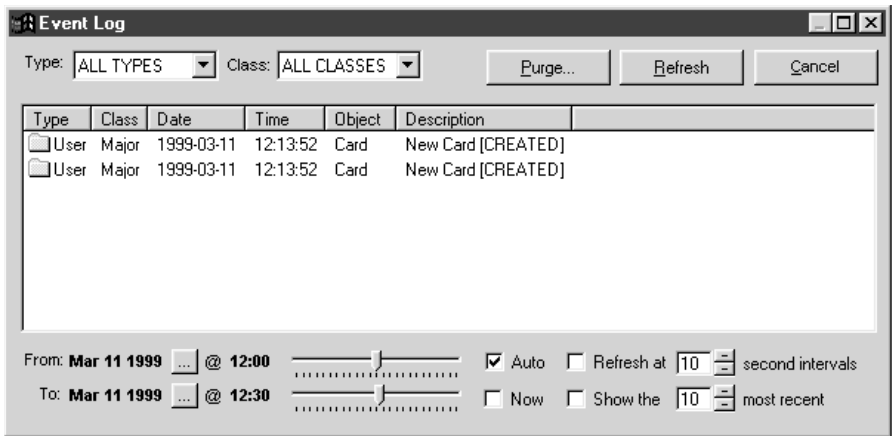 Event Log
Type: ALL TYPES Class: ALL CLASSES Purge... Refresh Cancel
Type Class Date Time Object Description
User Major 1999-03-11 12:13:52 Card New Card [CREATED]
User Major 1999-03-11 12:13:52 Card New Card [CREATED]
From: Mar 11 1999 ... @ 12:00 Auto Refresh at 10 second intervals
To: Mar 11 1999 ... @ 12:30 Now Show the 10 most recent